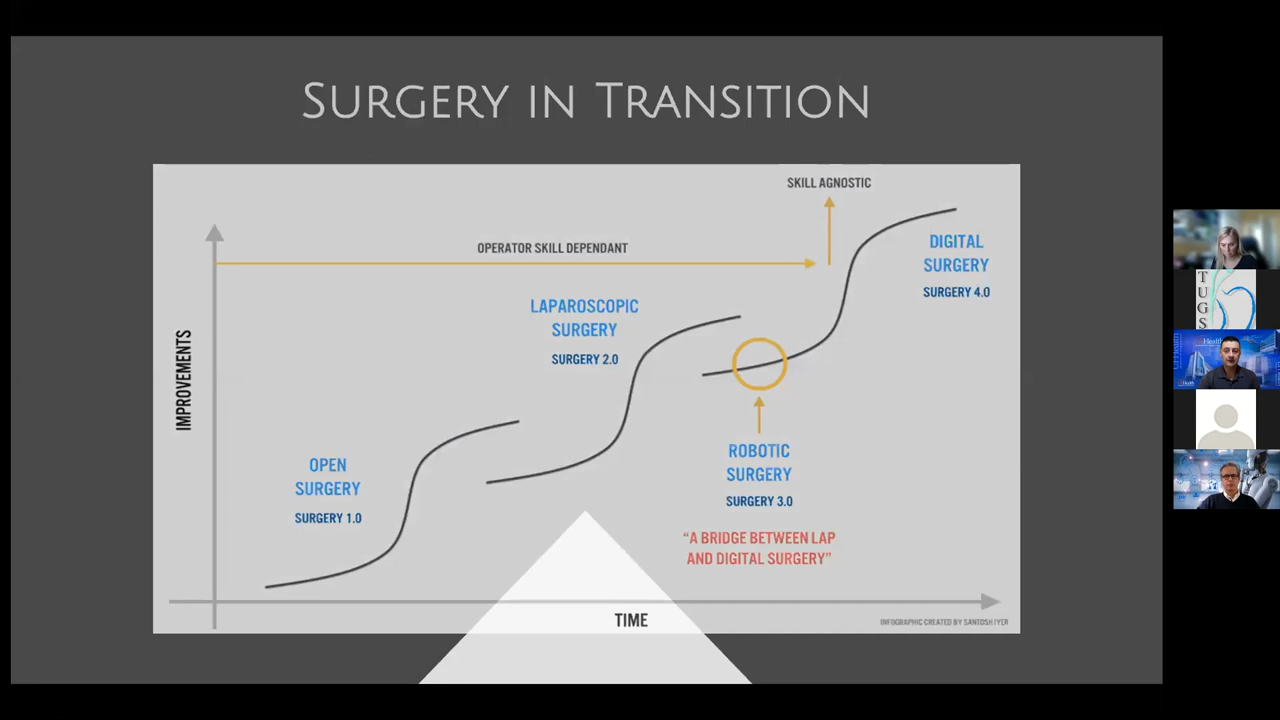 SURGERY IN TRANSITION
SKILL AGNOSTIC
OPERATOR SKILL DEPENDANT
DIGITAL
SURGERY
SURGERY 4.0
LAPAROSCOPIC
SURGERY
SURGERY 2.0
IMPROVEMENTS
OPEN
SURGERY
SURGERY 1.0
ROBOTIC
SURGERY
SURGERY 3.0
"A BRIDGE BETWEEN LAP
AND DIGITAL SURGERY"
TIME
INFOGRAPHIC CREATED BY SANTOSH IYER
TUGS
Health